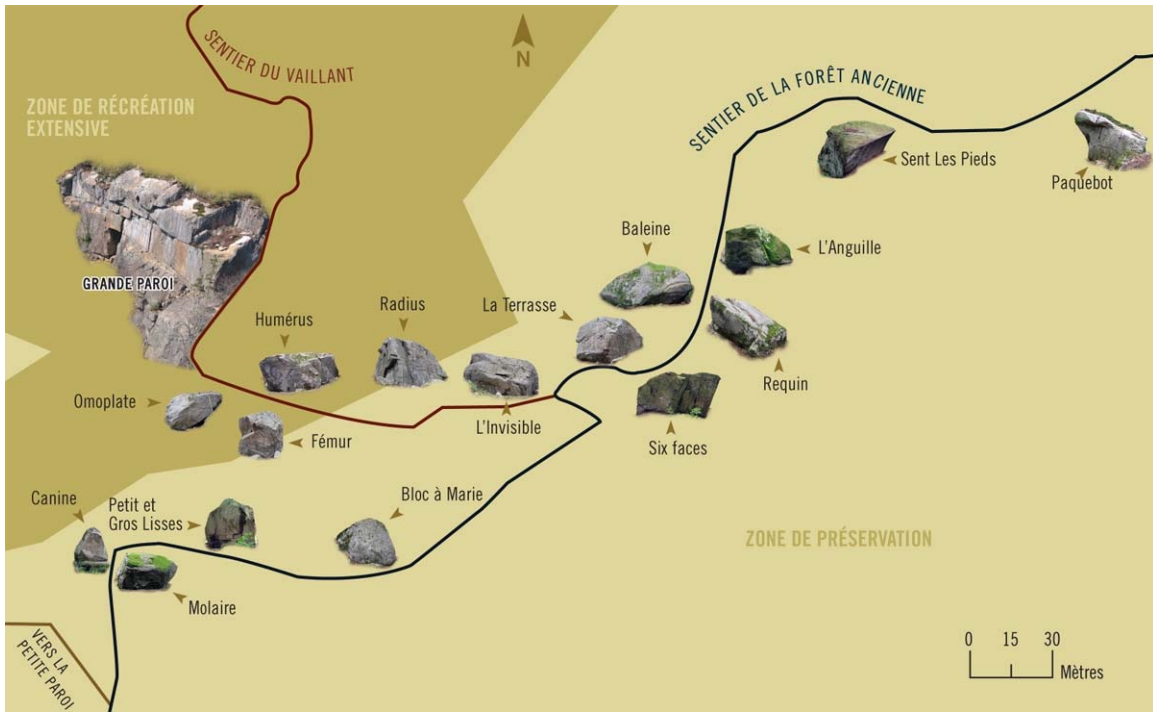 SENTIER DU VAILLANT
N
ZONE DE RÉCRÉATION
EXTENSIVE
SENTIER DE LA FORÊT ANCIENNE
Sent Les Pieds
Paquebot
Baleine
L'Anguille
GRANDE PAROI
Humérus
Radius
La Terrasse
Requin
Omoplate
Fémur
L'Invisible
Six faces
Canine
Petit et
Gros Lisses
Bloc à Marie
ZONE DE PRÉSERVATION
Molaire
VERS LA
PETITE PAROI
0 15 30
Mètres